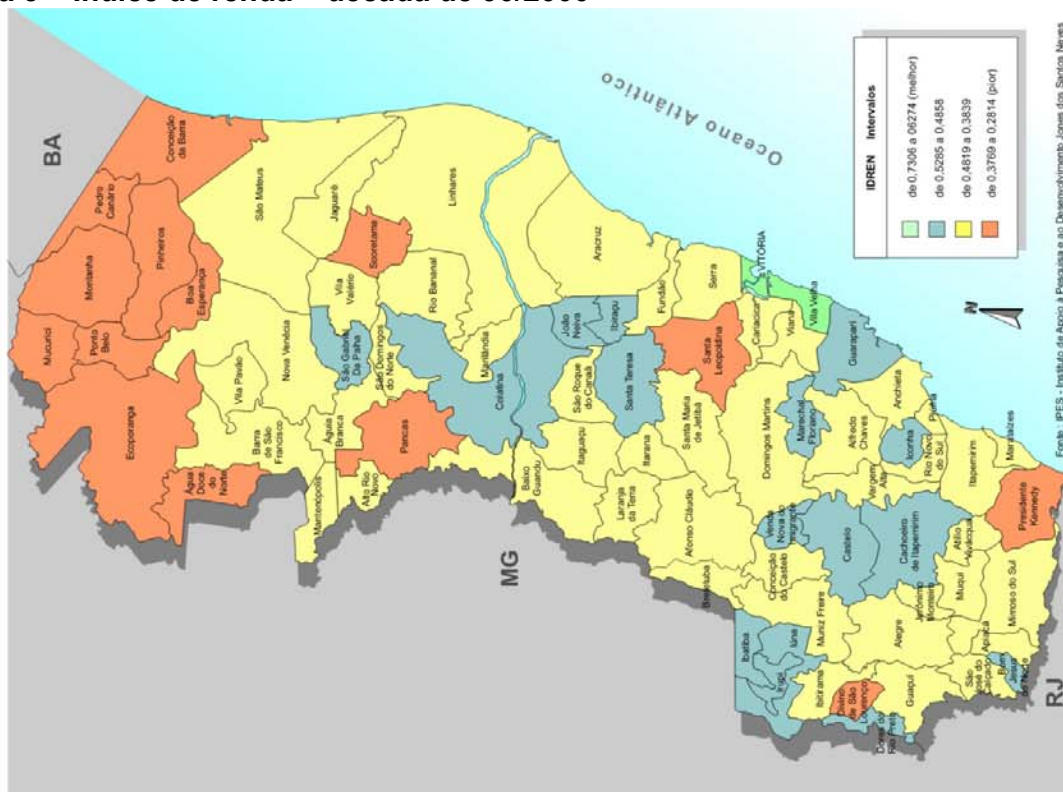 Índice de renda – década de 90/2000
BA
MG
RJ
Oceano Atlântico
Mucurici
Montanha
Pedro
Canário
Conceição
da Barra
Ponto
Belo
Pinheiros
Ecoporanga
Boa
Esperança
Água
Doce
do
Norte
Vila Pavão
Nova Venécia
São Mateus
Barra
de São
Francisco
Jaguaré
Vila
Valério
Sooretama
Linhares
São Gabriel
Da Palha
Águia
Branca
Mantenópolis
São Domingos
do Norte
Rio Bananal
Pancas
Alto Rio
Novo
Colatina
Marilândia
Aracruz
Baixo
Guandu
João
Neiva
Ibiraçu
São Roque
do Canaã
Itaguaçu
Fundão
Santa Teresa
Itarana
Laranja
da Terra
Serra
Santa
Leopoldina
Santa Maria
de Jetibá
Afonso Cláudio
VITÓRIA
Cariacica
Viana
Vila Velha
Domingos Martins
Brejetuba
Guarapari
Marechal
Floriano
Venda
Nova do
Imigrante
Conceição
do Castelo
Alfredo
Chaves
Anchieta
Ibatiba
Iúna
Irupi
Muniz Freire
Castelo
Vargem
Alta
Iconha
Piúma
Rio Novo
do Sul
Ibitirama
Cachoeiro
de Itapemirim
Itapemirim
Marataízes
Divino
de São
Lourenço
Dores do
Rio Preto
Guaçuí
Alegre
Jerônimo
Monteiro
Atílio
Vivácqua
Muqui
Presidente
Kennedy
São
José do
Calçado
Apiacá
Mimoso do Sul
Bom
Jesus
do Norte
N
IDREN Intervalos
de 0,7306 a 06274 (melhor)
de 0,5285 a 0,4858
de 0,4819 a 0,3839
de 0,3769 a 0,2814 (pior)
Fonte : IPES - Instituto de Apoio à Pesquisa e ao Desenvolvimento Jones dos Santos Neves